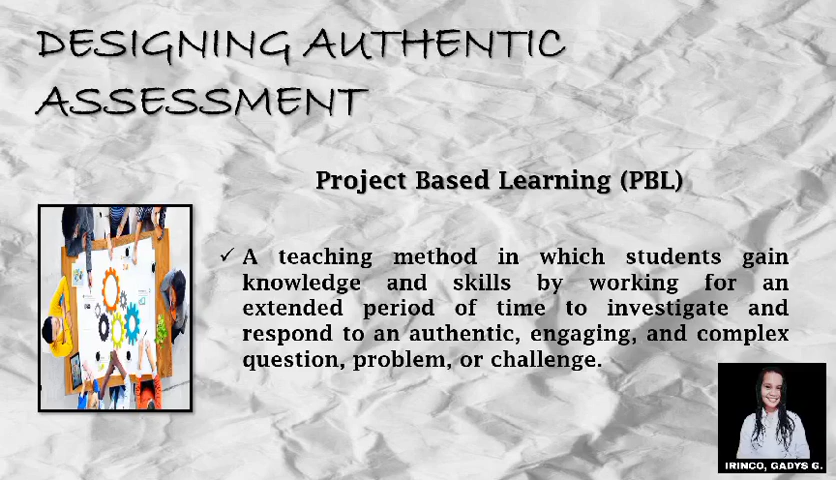 DESIGNING AUTHENTIC
ASSESSMENT
Project Based Learning (PBL)
✓ A teaching method in which students gain
knowledge and skills by working for an
extended period of time to investigate and
respond to an authentic, engaging, and complex
question, problem, or challenge.
IRINCO, GADYS G.